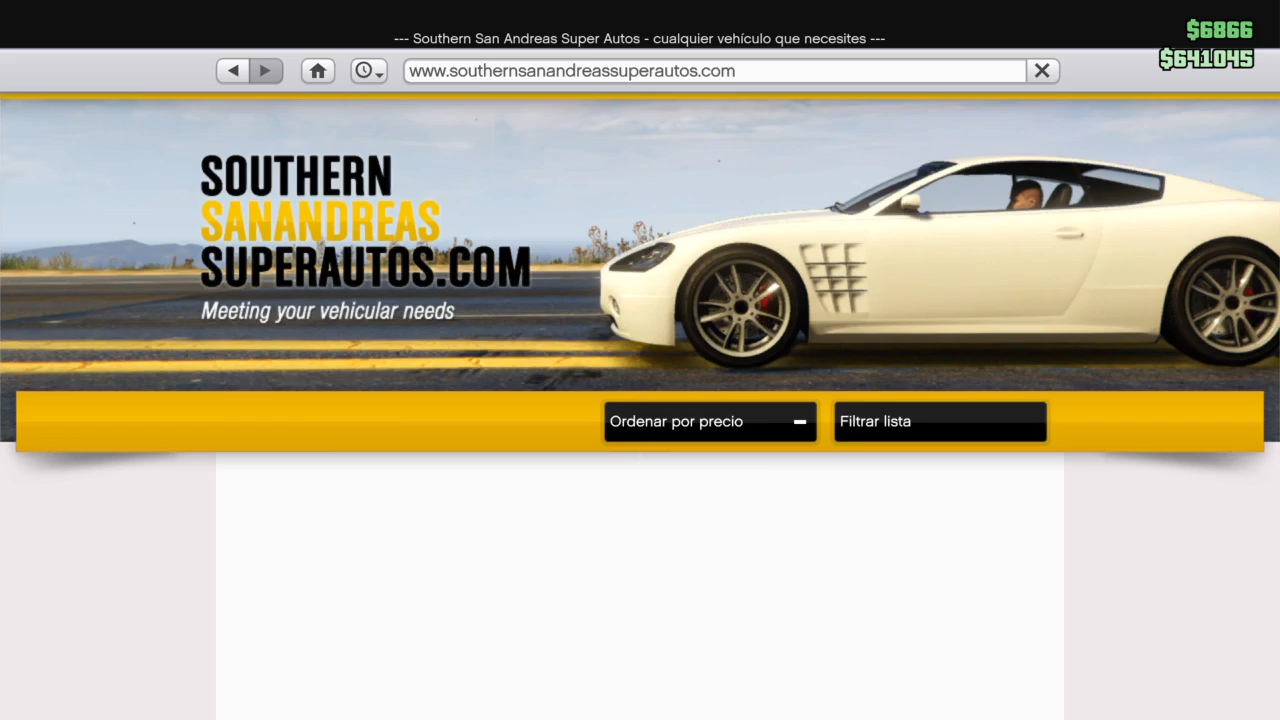 --- Southern San Andreas Super Autos - cualquier vehículo que necesites ---
$6866
$641045
www.southernsanandreassuperautos.com
SOUTHERN
SANANDREAS
SUPERAUTOS.COM
Meeting your vehicular needs
Ordenar por precio
Filtrar lista